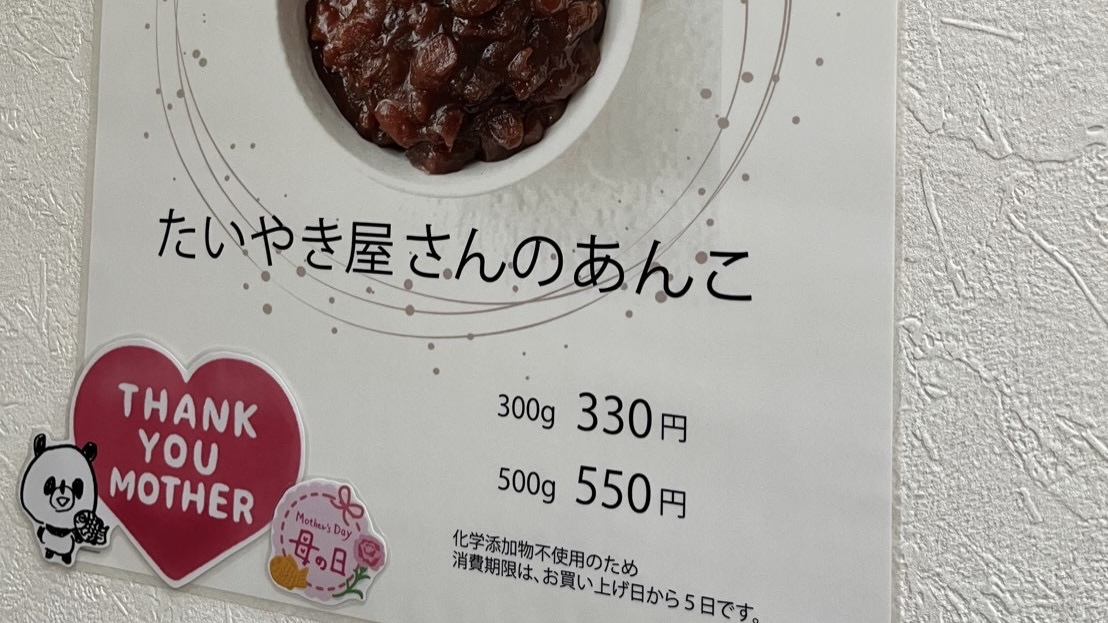 たいやき屋さんのあんこ
300g 330円
500g 550円
化学添加物不使用のため
消費期限は、お買い上げ日から5日です。
THANK
YOU
MOTHER
Mother's Day
母の日